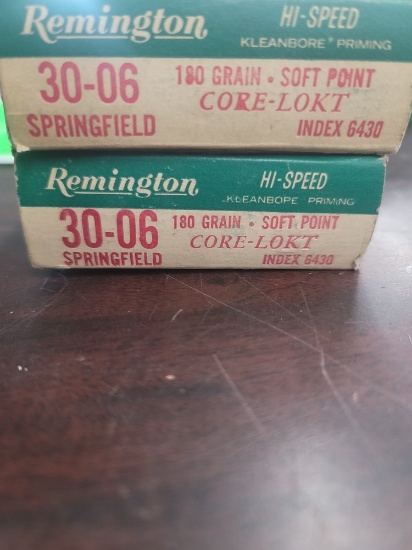 Remington HI-SPEED
KLEANBORE® PRIMING
30-06 180 GRAIN • SOFT POINT
CORE-LOKT
SPRINGFIELD INDEX 6430
Remington HI-SPEED
KLEANBORE PRIMING
30-06 180 GRAIN • SOFT POINT
CORE-LOKT
SPRINGFIELD INDEX 6430